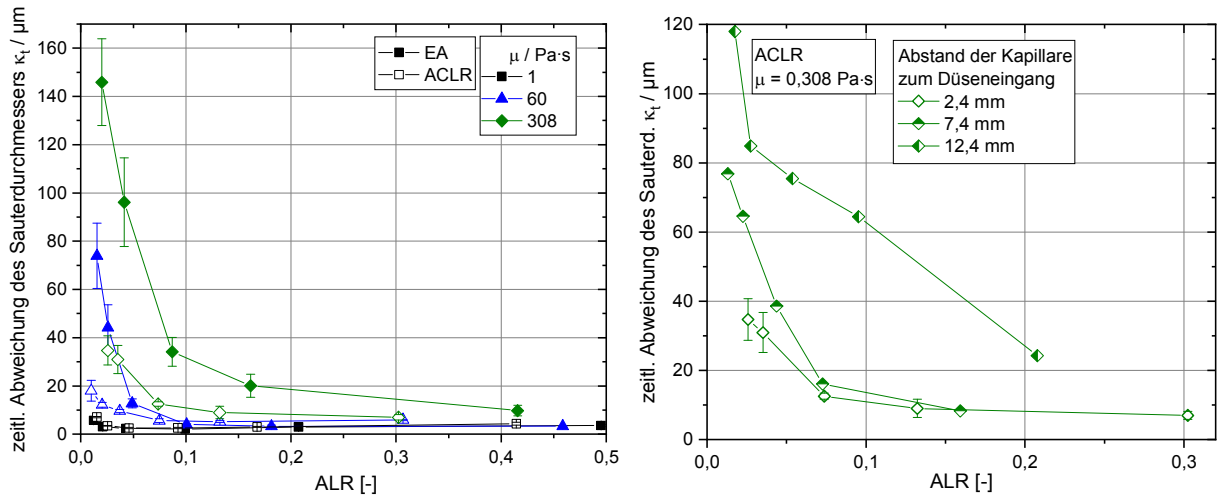 zeitl. Abweichung des Sauterdurchmessers κt / µm
160
140
120
100
80
60
40
20
0
0,0
0,1
0,2
0,3
0,4
0,5
ALR [-]
EA
ACLR
µ / Pa·s
1
60
308
zeitl. Abweichung des Sauterd. κt / µm
120
100
80
60
40
20
0
0,0
0,1
0,2
0,3
ALR [-]
ACLR
µ = 0,308 Pa·s
Abstand der Kapillare
zum Düseneingang
2,4 mm
7,4 mm
12,4 mm